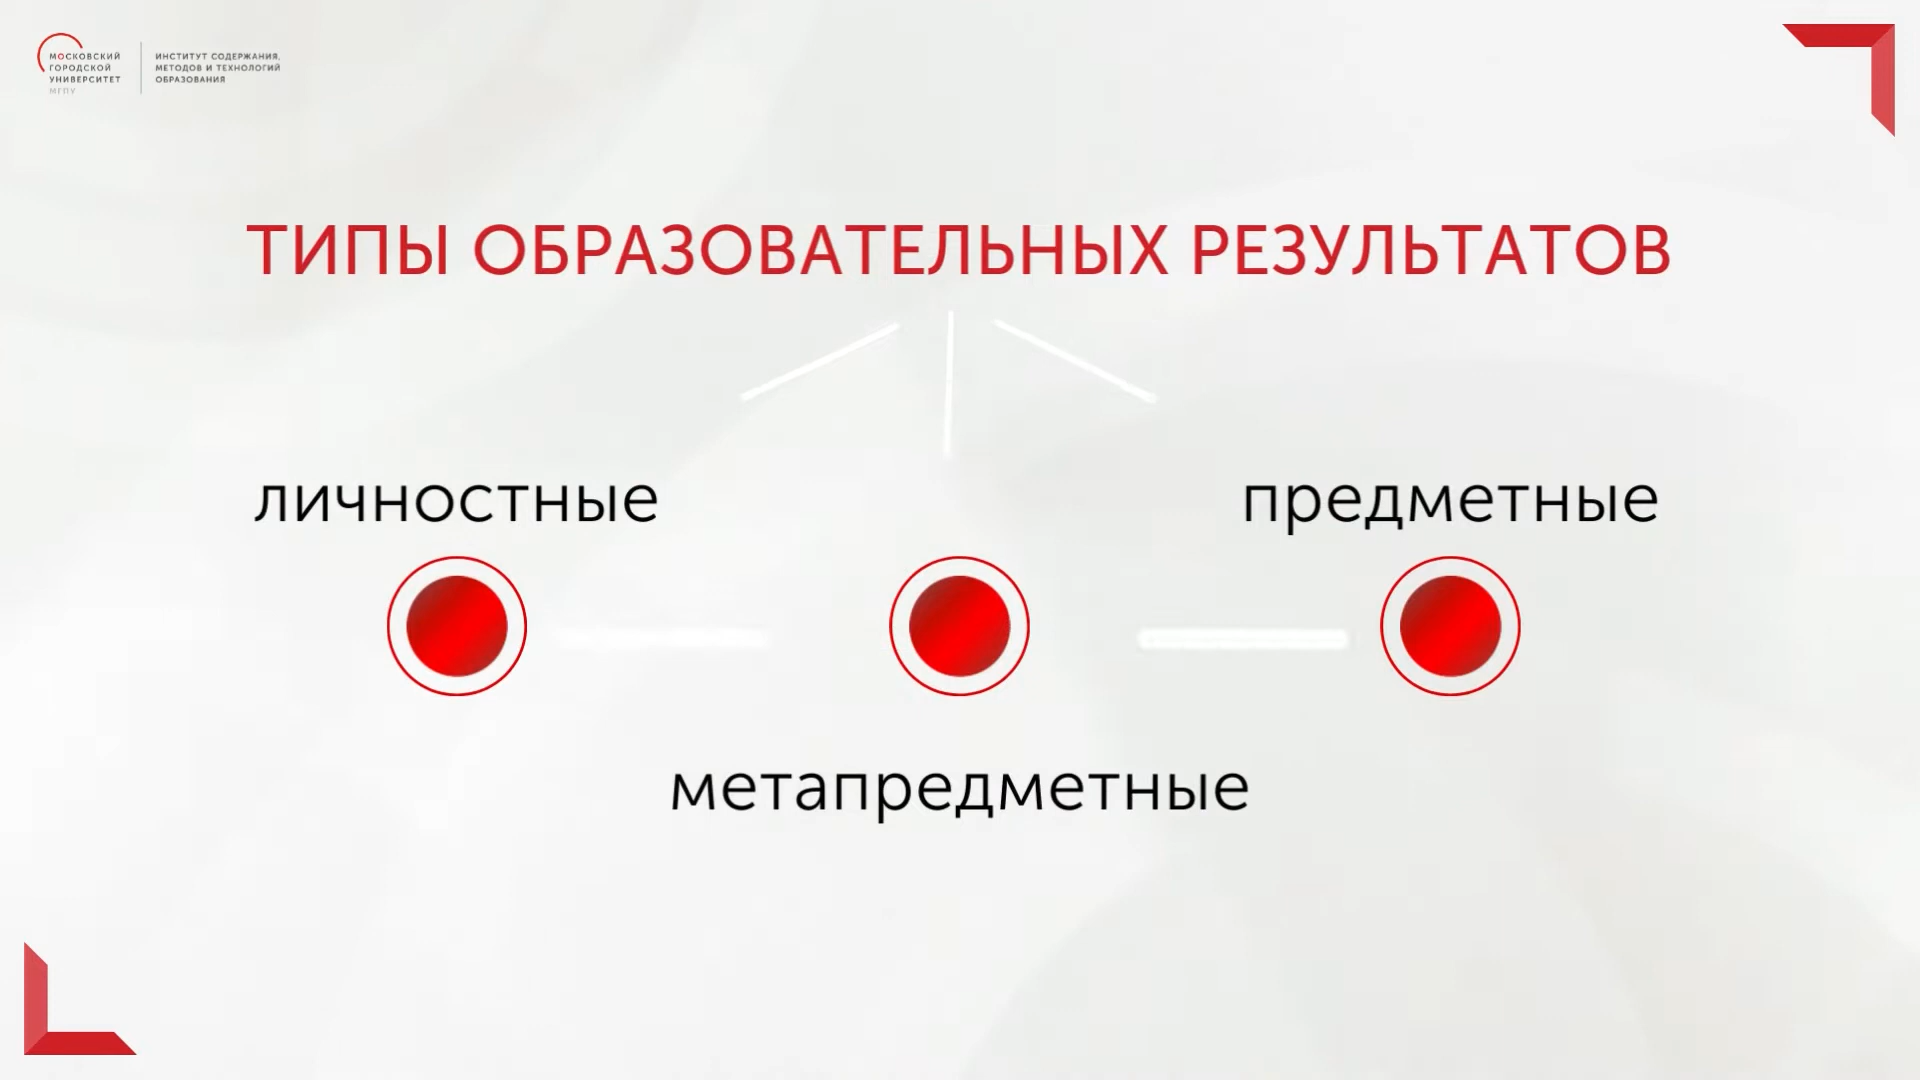 МОСКОВСКИЙ
ГОРОДСКОЙ
УНИВЕРСИТЕТ
МГПУ
ИНСТИТУТ СОДЕРЖАНИЯ,
МЕТОДОВ И ТЕХНОЛОГИЙ
ОБРАЗОВАНИЯ
ТИПЫ ОБРАЗОВАТЕЛЬНЫХ РЕЗУЛЬТАТОВ
личностные
предметные
метапредметные